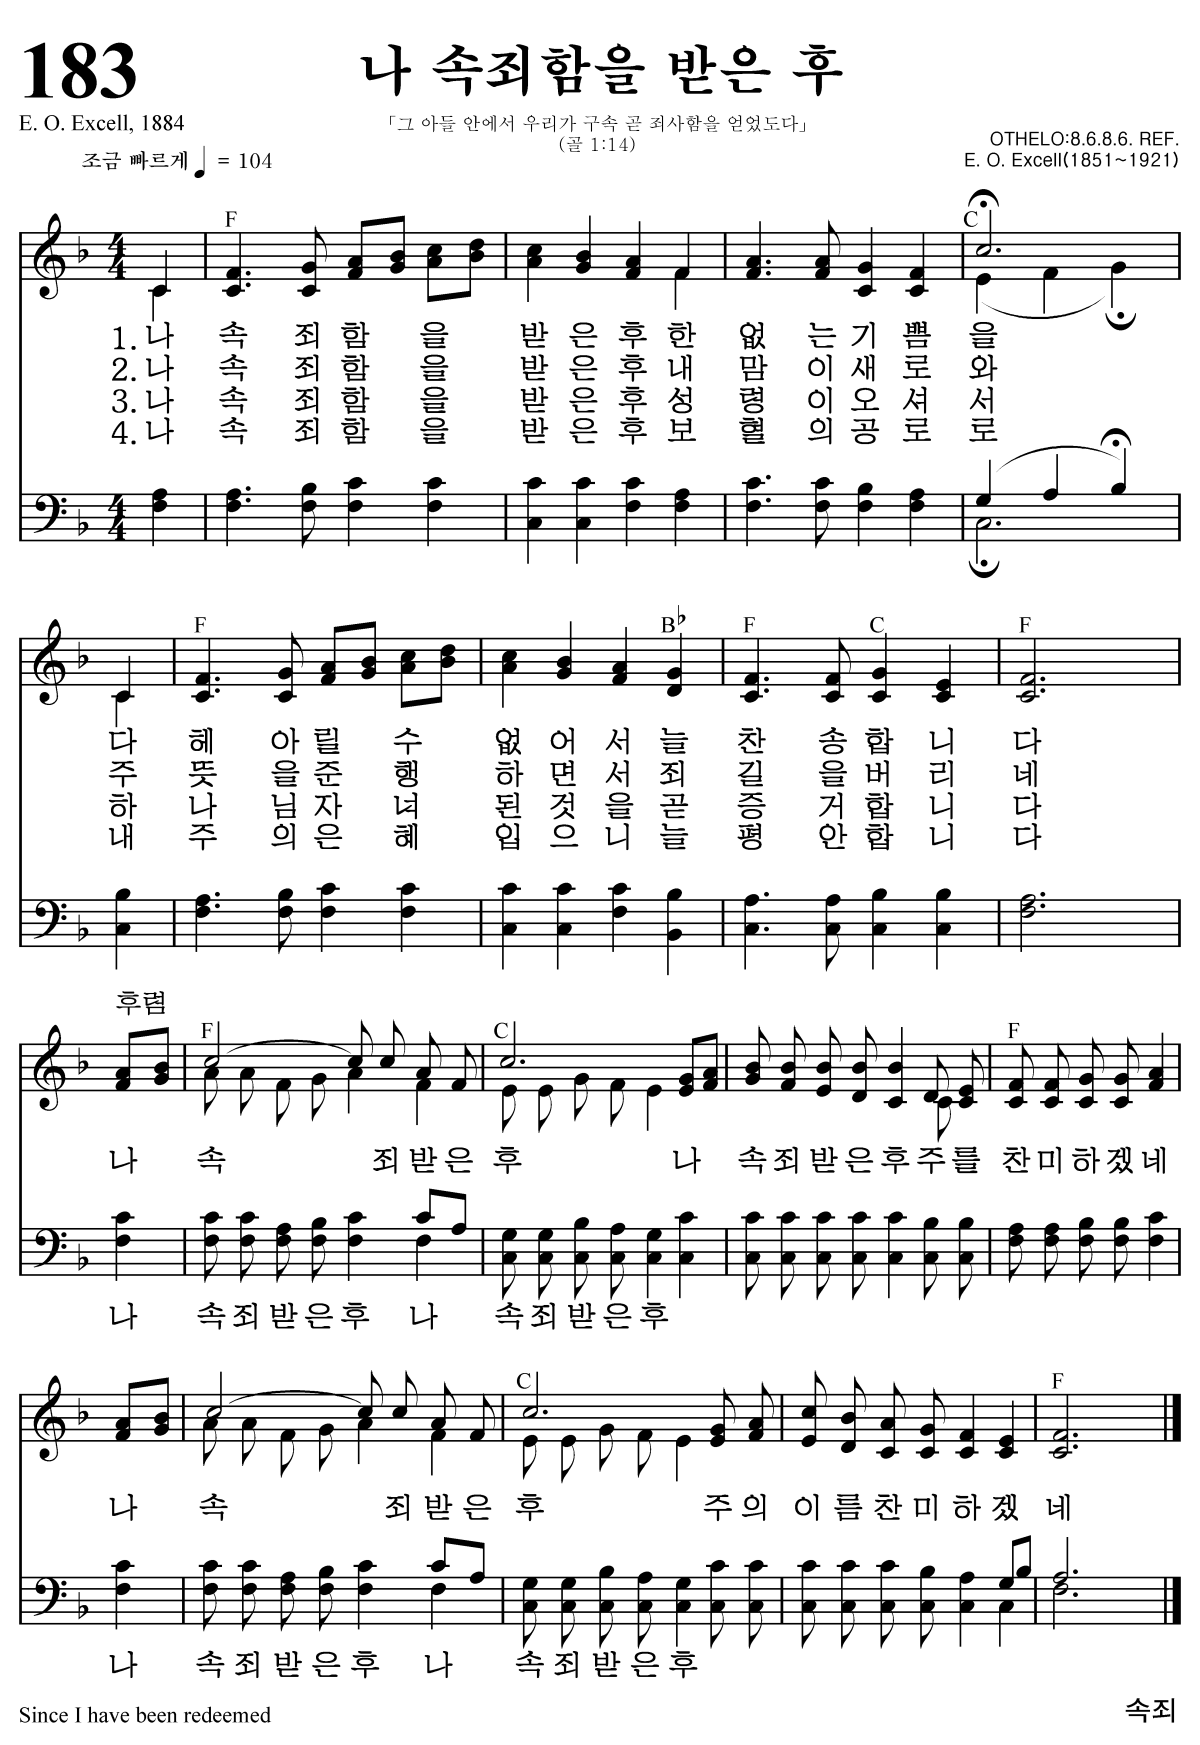 183
나 속죄함을 받은 후
E. O. Excell, 1884
「그 아들 안에서 우리가 구속 곧 죄사함을 얻었도다」
(골 1:14)
OTHELO:8.6.8.6. REF.
조금 빠르게 ♩ = 104
E. O. Excell(1851~1921)
F C
1. 나 속 죄 함 을 받 은 후 한 없 는 기 쁨 을
2. 나 속 죄 함 을 받 은 후 내 맘 이 새 로 와
3. 나 속 죄 함 을 받 은 후 성 령 이 오 셔 서
4. 나 속 죄 함 을 받 은 후 보 혈 의 공 로 로
F B♭ F C F
다 헤 아 릴 수 없 어 서 늘 찬 송 합 니 다
주 뜻 을 준 행 하 면 서 죄 길 을 버 리 네
하 나 님 자 녀 된 것 을 곧 증 거 합 니 다
내 주 의 은 혜 입 으 니 늘 평 안 합 니 다
후렴
F C F
나 속 죄 받 은 후 나 속 죄 받 은 후 주 를 찬 미 하 겠 네
나 속 죄 받 은 후 나 속 죄 받 은 후
C F
나 속 죄 받 은 후 주 의 이 름 찬 미 하 겠 네
나 속 죄 받 은 후 나 속 죄 받 은 후
Since I have been redeemed
속죄